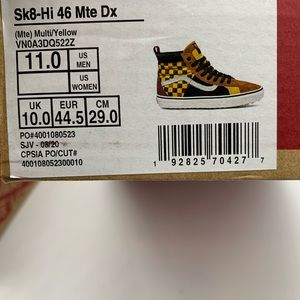 Sk8-Hi 46 Mte Dx
(Mte) Multi/Yellow
VN0A3DQ522Z
11.0 US MEN
US WOMEN
UK EUR CM
10.0 44.5 29.0
PO#4001080523
SJV - 08/20
CPSIA PO/CUT#
400108052300010
1 92825 70427 7